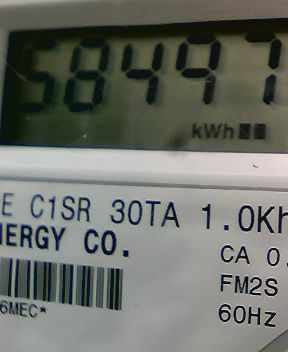 58497
kWh
E C1SR 30TA 1.0Kh
NERGY CO.
CA 0.
FM2S
6MEC*
60Hz